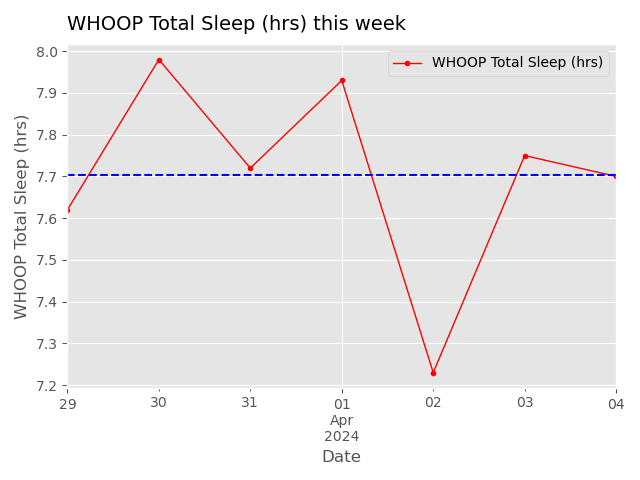 WHOOP Total Sleep (hrs) this week
WHOOP Total Sleep (hrs)
WHOOP Total Sleep (hrs)
8.0
7.9
7.8
7.7
7.6
7.5
7.4
7.3
7.2
29 30 31 01 02 03 04
Apr
2024
Date